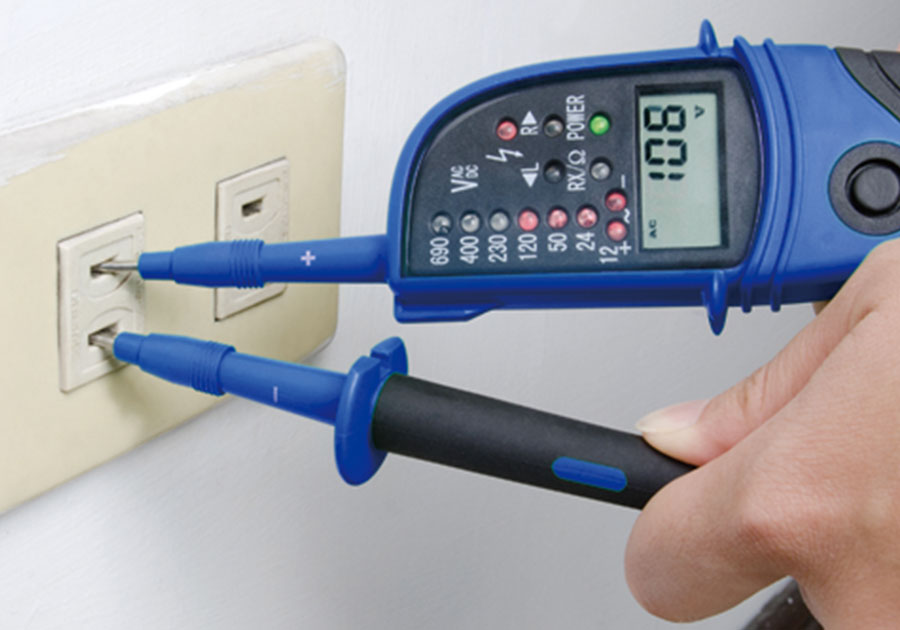 108 V
AC
POWER
RX/Ω
R▶
◀L
V AC DC
690 400 230 120 50 24 12
+ ~ −
+
−